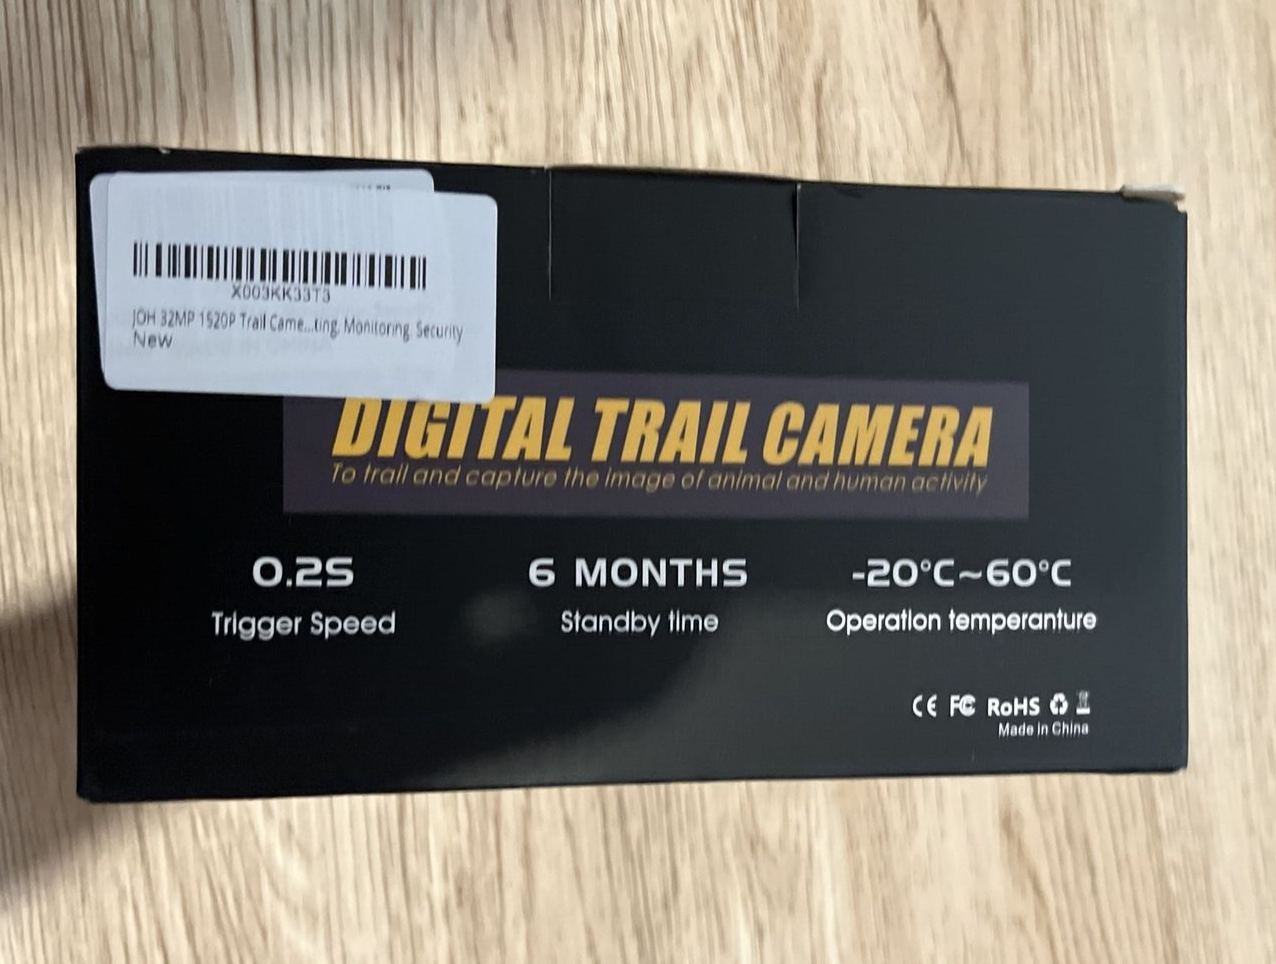 X003KK33T3
JOH 32MP 1520P Trail Came...ting, Monitoring, Security
New
DIGITAL TRAIL CAMERA
To trail and capture the image of animal and human activity
0.2S
Trigger Speed
6 MONTHS
Standby time
-20°C~60°C
Operation temperanture
CE FC RoHS
Made in China